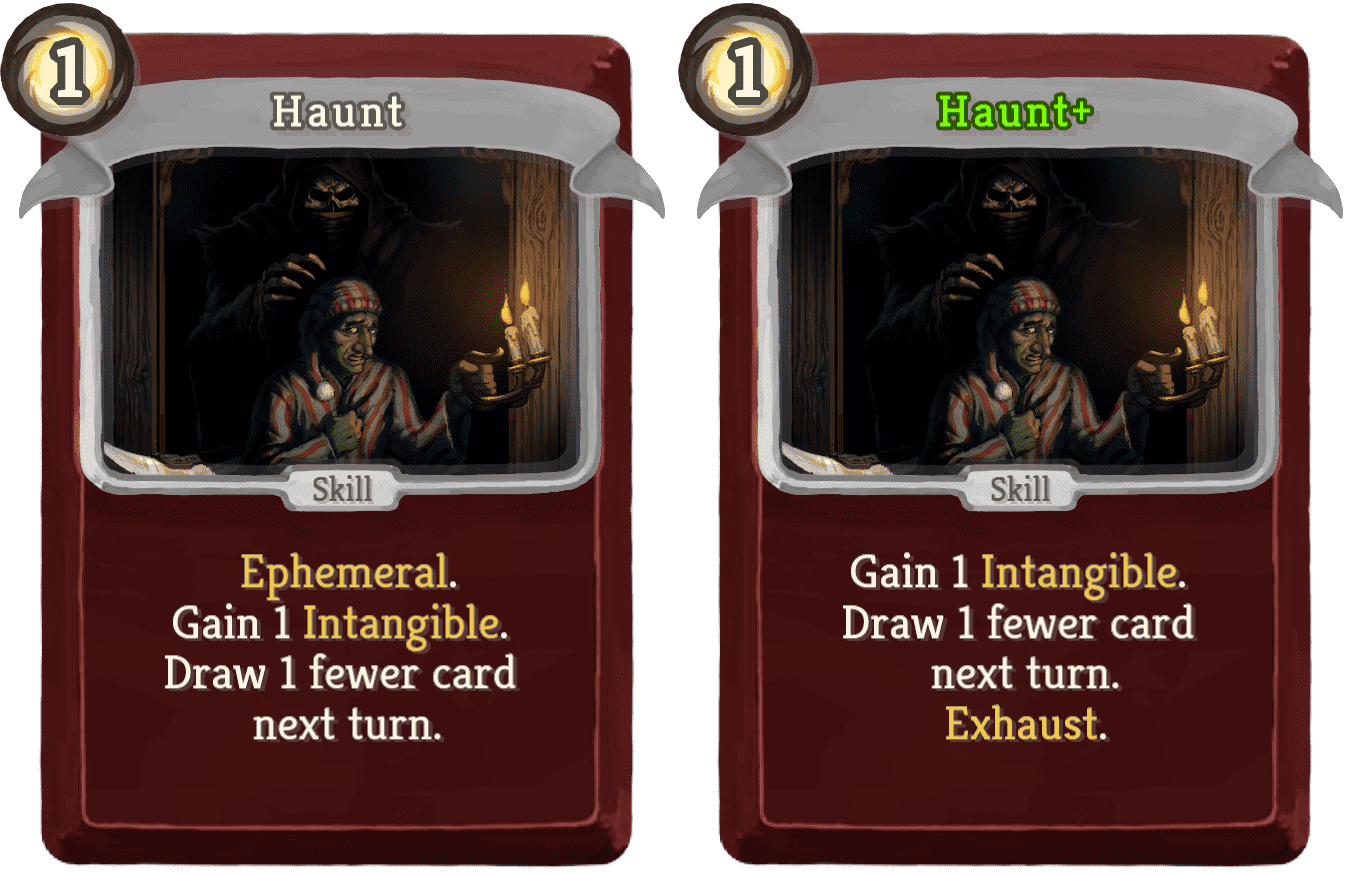 1
Haunt
Skill
Ephemeral.
Gain 1 Intangible.
Draw 1 fewer card
next turn.
1
Haunt+
Skill
Gain 1 Intangible.
Draw 1 fewer card
next turn.
Exhaust.